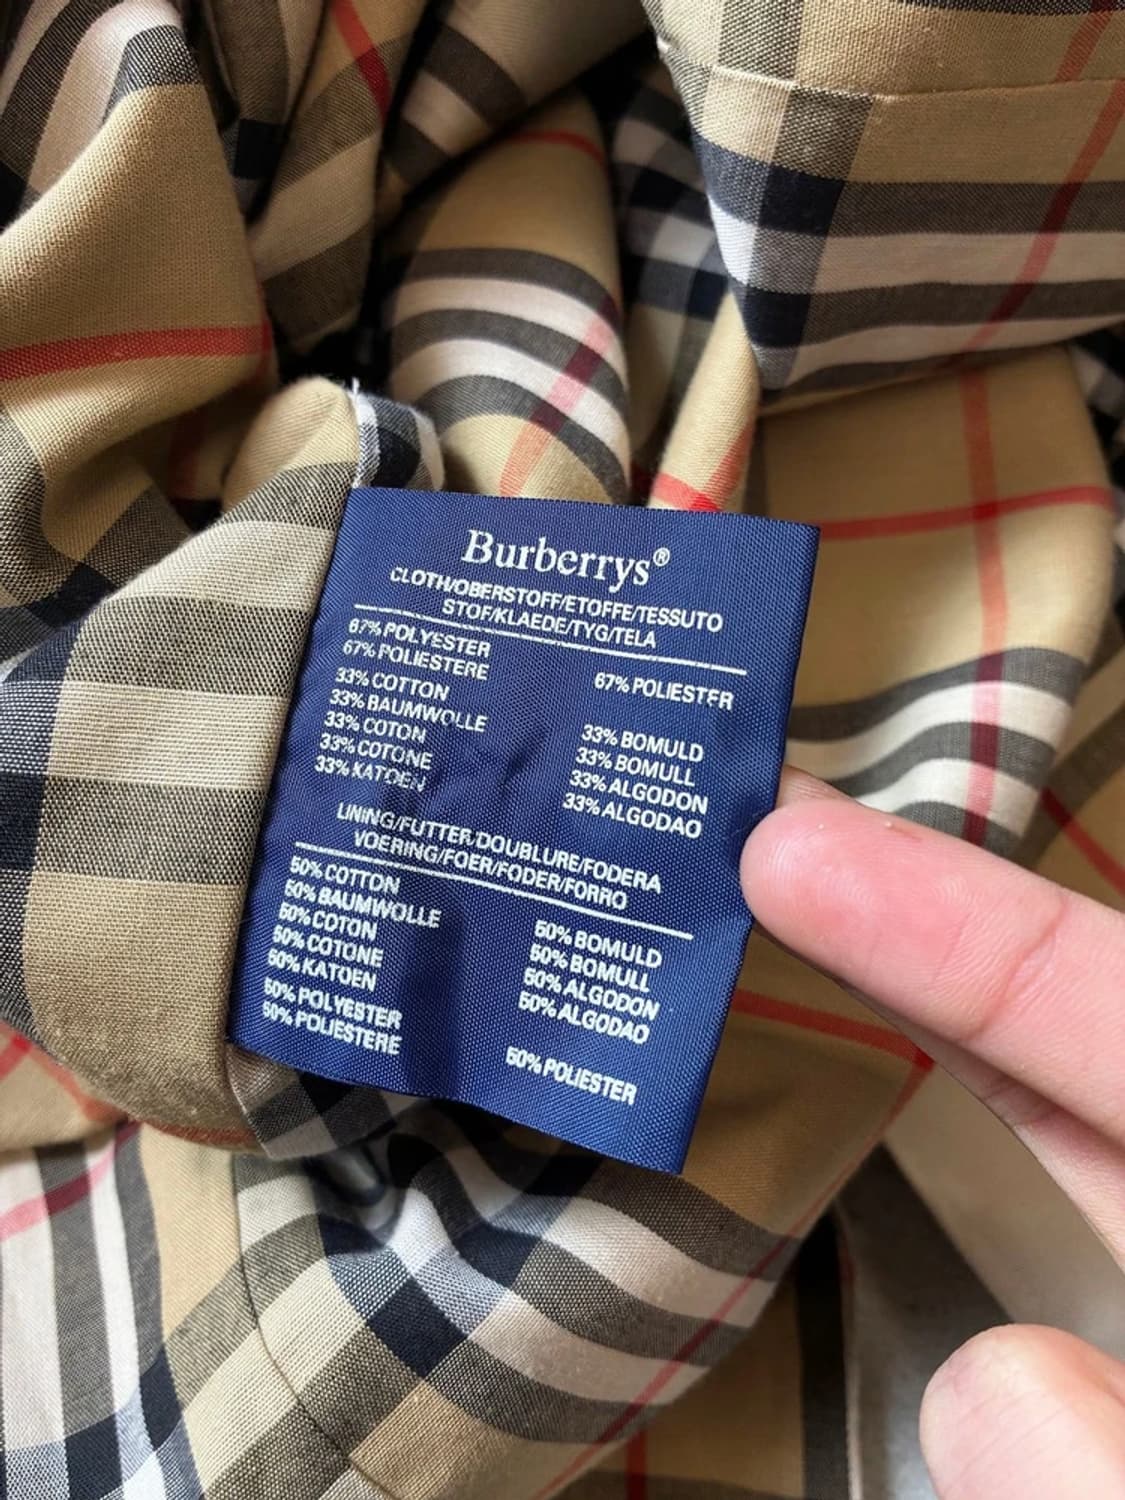 Burberrys®
CLOTH/OBERSTOFF/ETOFFE/TESSUTO
STOF/KLAEDE/TYG/TELA
67% POLYESTER
67% POLIESTERE
67% POLIESTER
33% COTTON
33% BAUMWOLLE
33% COTON
33% COTONE
33% KATOEN
33% BOMULD
33% BOMULL
33% ALGODON
33% ALGODAO
LINING/FUTTER/DOUBLURE/FODERA
VOERING/FOER/FODER/FORRO
50% COTTON
50% BAUMWOLLE
50% COTON
50% COTONE
50% KATOEN
50% BOMULD
50% BOMULL
50% ALGODON
50% ALGODAO
50% POLYESTER
50% POLIESTERE
50% POLIESTER